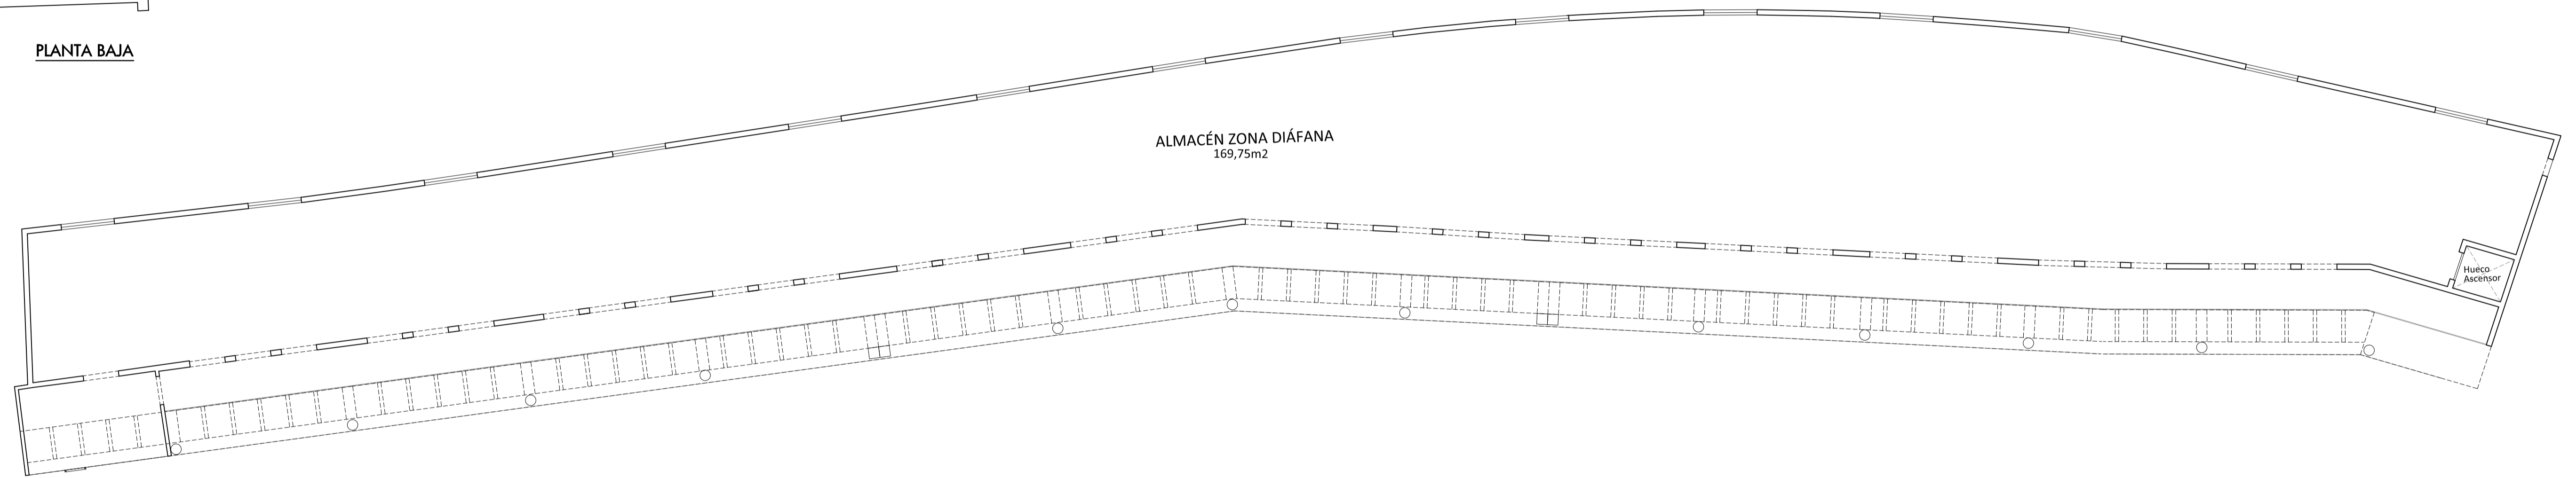 PLANTA BAJA
ALMACÉN ZONA DIÁFANA
169,75m2
Hueco
Ascensor